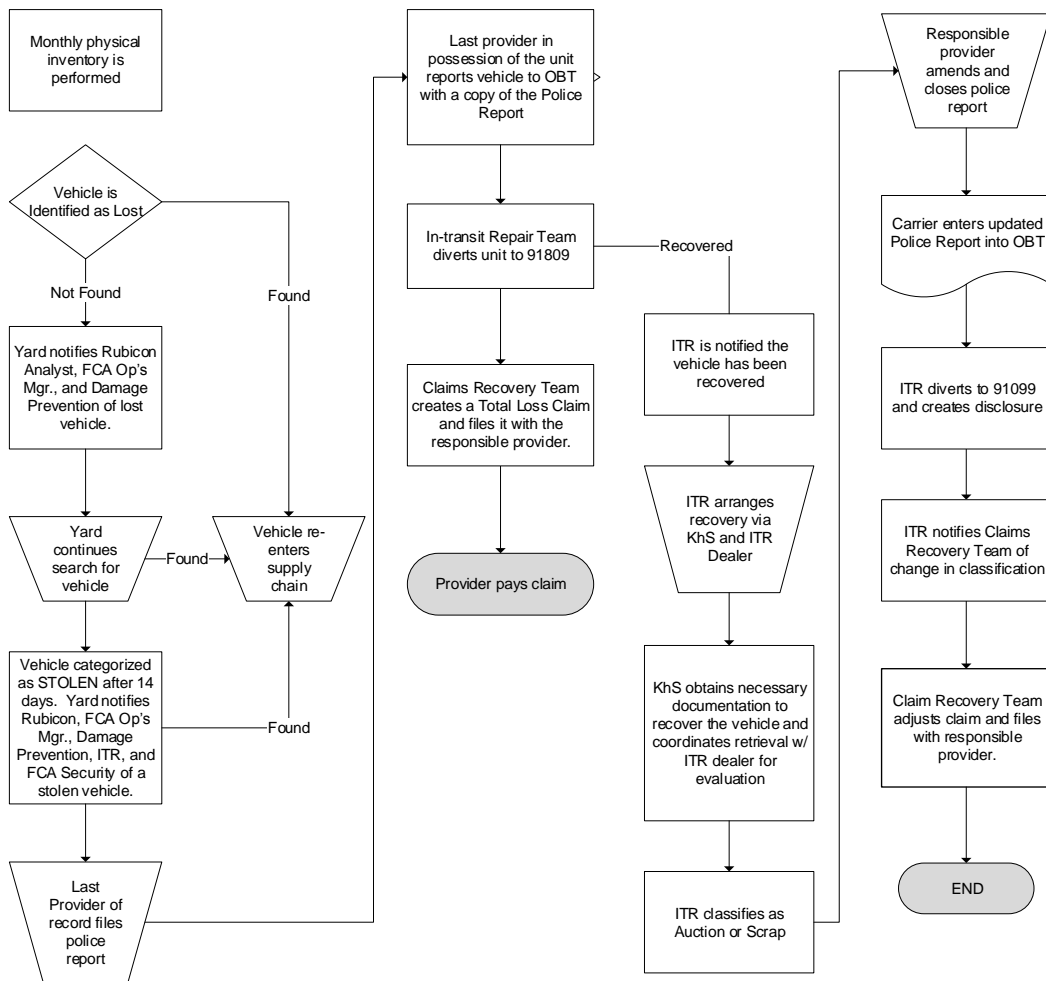 Monthly physical
inventory is
performed
Vehicle is
Identified as Lost
Not Found
Found
Yard notifies Rubicon
Analyst, FCA Op's
Mgr., and Damage
Prevention of lost
vehicle.
Yard
continues
search for
vehicle
Found
Vehicle re-
enters
supply
chain
Vehicle categorized
as STOLEN after 14
days. Yard notifies
Rubicon, FCA Op's
Mgr., Damage
Prevention, ITR, and
FCA Security of a
stolen vehicle.
Found
Last
Provider of
record files
police
report
Last provider in
possession of the unit
reports vehicle to OBT
with a copy of the Police
Report
In-transit Repair Team
diverts unit to 91809
Recovered
Claims Recovery Team
creates a Total Loss Claim
and files it with the
responsible provider.
Provider pays claim
ITR is notified the
vehicle has been
recovered
ITR arranges
recovery via
KhS and ITR
Dealer
KhS obtains necessary
documentation to
recover the vehicle and
coordinates retrieval w/
ITR dealer for
evaluation
ITR classifies as
Auction or Scrap
Responsible
provider
amends and
closes police
report
Carrier enters updated
Police Report into OBT
ITR diverts to 91099
and creates disclosure
ITR notifies Claims
Recovery Team of
change in classification
Claim Recovery Team
adjusts claim and files
with responsible
provider.
END